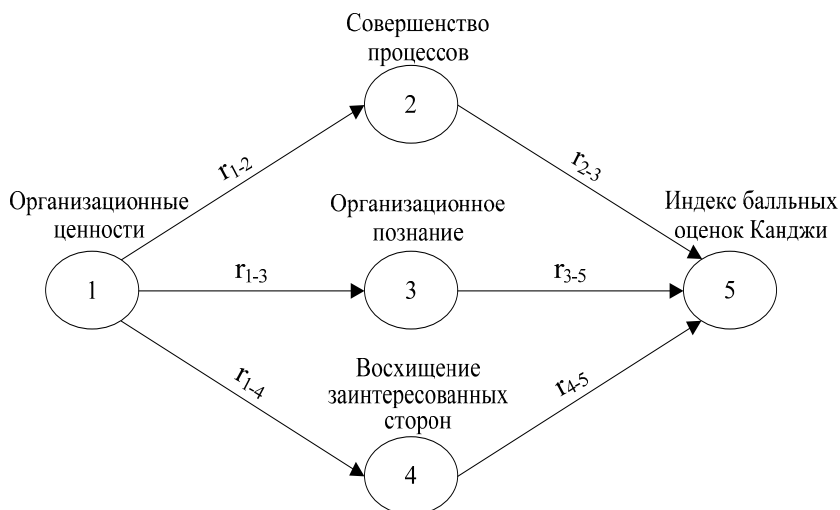 Совершенство
процессов
2
r1-2
r2-3
Организационные
ценности
Организационное
познание
Индекс балльных
оценок Канджи
1
r1-3
3
r3-5
5
r1-4
Восхищение
заинтересованных
сторон
r4-5
4